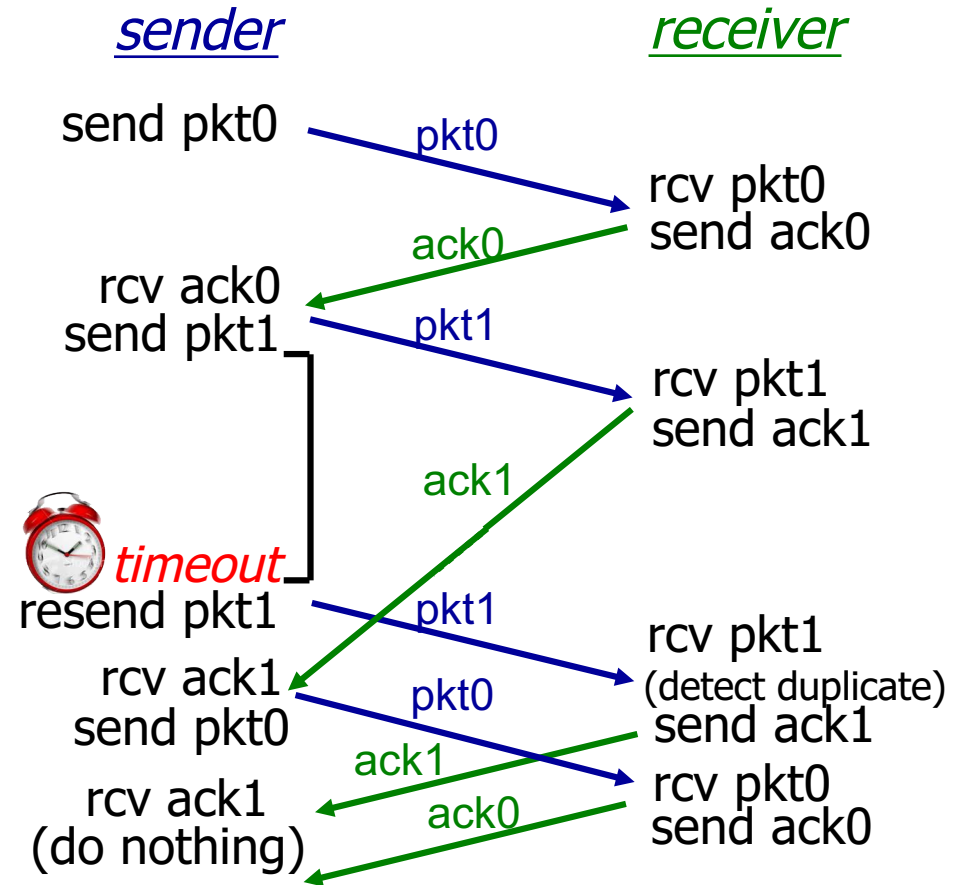 sender
receiver
send pkt0
pkt0
rcv pkt0
send ack0
ack0
rcv ack0
send pkt1
pkt1
rcv pkt1
send ack1
ack1
timeout
resend pkt1
pkt1
rcv pkt1
(detect duplicate)
send ack1
rcv ack1
send pkt0
pkt0
ack1
rcv pkt0
send ack0
rcv ack1
(do nothing)
ack0